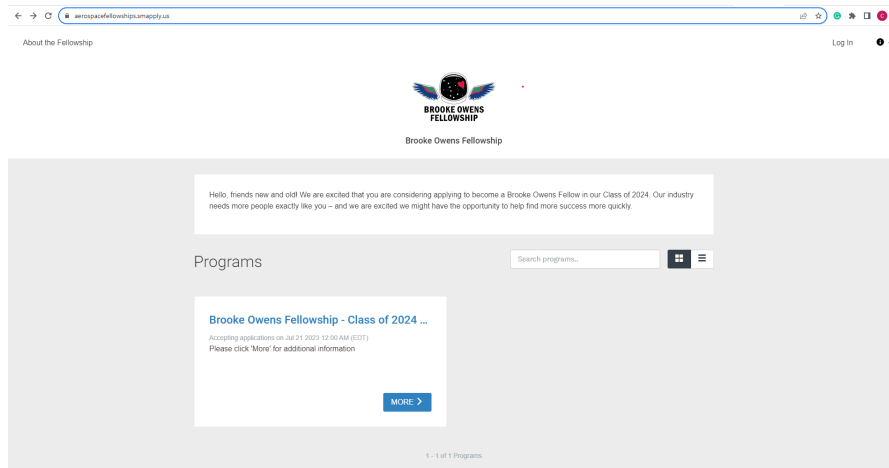 aerospacefellowships.smapply.us
About the Fellowship
Log In
BROOKE OWENS
FELLOWSHIP
Brooke Owens Fellowship
Hello, friends new and old! We are excited that you are considering applying to become a Brooke Owens Fellow in our Class of 2024. Our industry
needs more people exactly like you – and we are excited we might have the opportunity to help find more success more quickly.
Programs
Search programs..
Brooke Owens Fellowship - Class of 2024 ...
Accepting applications on Jul 21 2023 12:00 AM (EDT)
Please click 'More' for additional information
MORE >
1 - 1 of 1 Programs